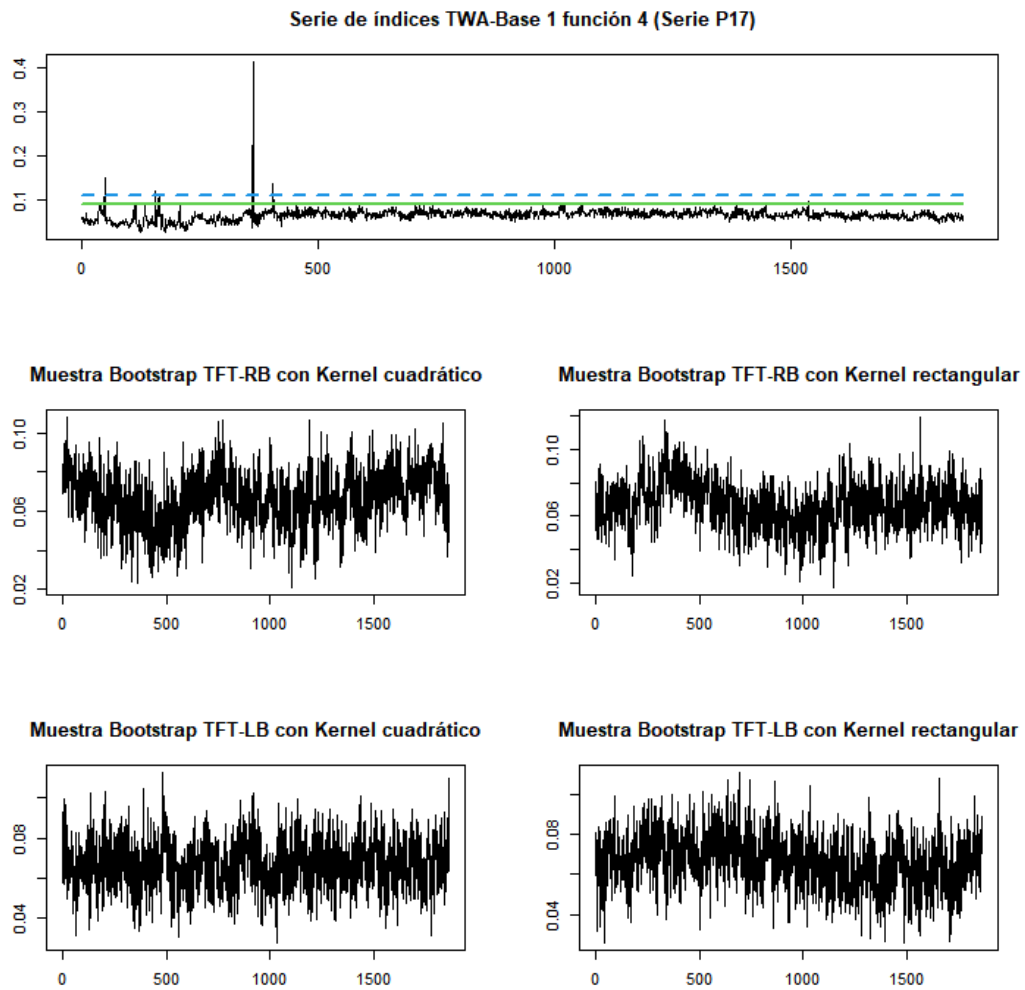 Serie de índices TWA-Base 1 función 4 (Serie P17)
0.4
0.3
0.2
0.1
0 500 1000 1500
Muestra Bootstrap TFT-RB con Kernel cuadrático
0.10
0.06
0.02
0 500 1000 1500
Muestra Bootstrap TFT-RB con Kernel rectangular
0.10
0.06
0.02
0 500 1000 1500
Muestra Bootstrap TFT-LB con Kernel cuadrático
0.08
0.04
0 500 1000 1500
Muestra Bootstrap TFT-LB con Kernel rectangular
0.08
0.04
0 500 1000 1500